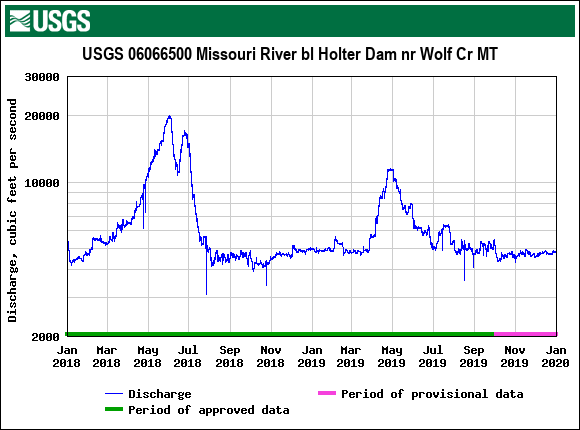 USGS
USGS 06066500 Missouri River bl Holter Dam nr Wolf Cr MT
Discharge, cubic feet per second
30000
20000
10000
2000
Jan Mar May Jul Sep Nov Jan Mar May Jul Sep Nov Jan
2018 2018 2018 2018 2018 2018 2019 2019 2019 2019 2019 2019 2020
Discharge
Period of provisional data
Period of approved data